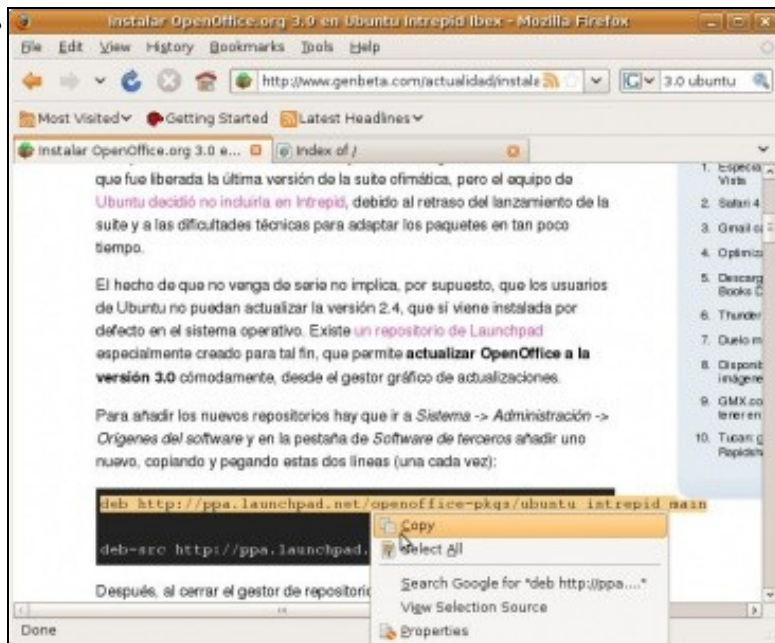 Instalar OpenOffice.org 3.0 en Ubuntu Intrepid Ibex - Mozilla Firefox
File Edit View History Bookmarks Tools Help
http://www.genbeta.com/actualidad/instala
3.0 ubuntu
Most Visited Getting Started Latest Headlines
Instalar OpenOffice.org 3.0 e... Index of /
que fue liberada la última versión de la suite ofimática, pero el equipo de
Ubuntu decidió no incluirla en Intrepid, debido al retraso del lanzamiento de la
suite y a las dificultades técnicas para adaptar los paquetes en tan poco
tiempo.
El hecho de que no venga de serie no implica, por supuesto, que los usuarios
de Ubuntu no puedan actualizar la versión 2.4, que sí viene instalada por
defecto en el sistema operativo. Existe un repositorio de Launchpad
especialmente creado para tal fin, que permite actualizar OpenOffice a la
versión 3.0 cómodamente, desde el gestor gráfico de actualizaciones.
Para añadir los nuevos repositorios hay que ir a Sistema -> Administración ->
Orígenes del software y en la pestaña de Software de terceros añadir uno
nuevo, copiando y pegando estas dos líneas (una cada vez):
deb http://ppa.launchpad.net/openoffice-pkgs/ubuntu intrepid main
deb-src http://ppa.launchpad.
Después, al cerrar el gestor de repositorio
Copy
Select All
Search Google for "deb http://ppa...."
View Selection Source
Properties
1. Especia
Vista
2. Safari 4
3. Gmail
4. Optimiz
5. Descarg
Books
6. Thunder
7. Duelo m
8. Disponib
imágene
9. GMX.co
tener en
10. Tucan:
Rapidsh
Done